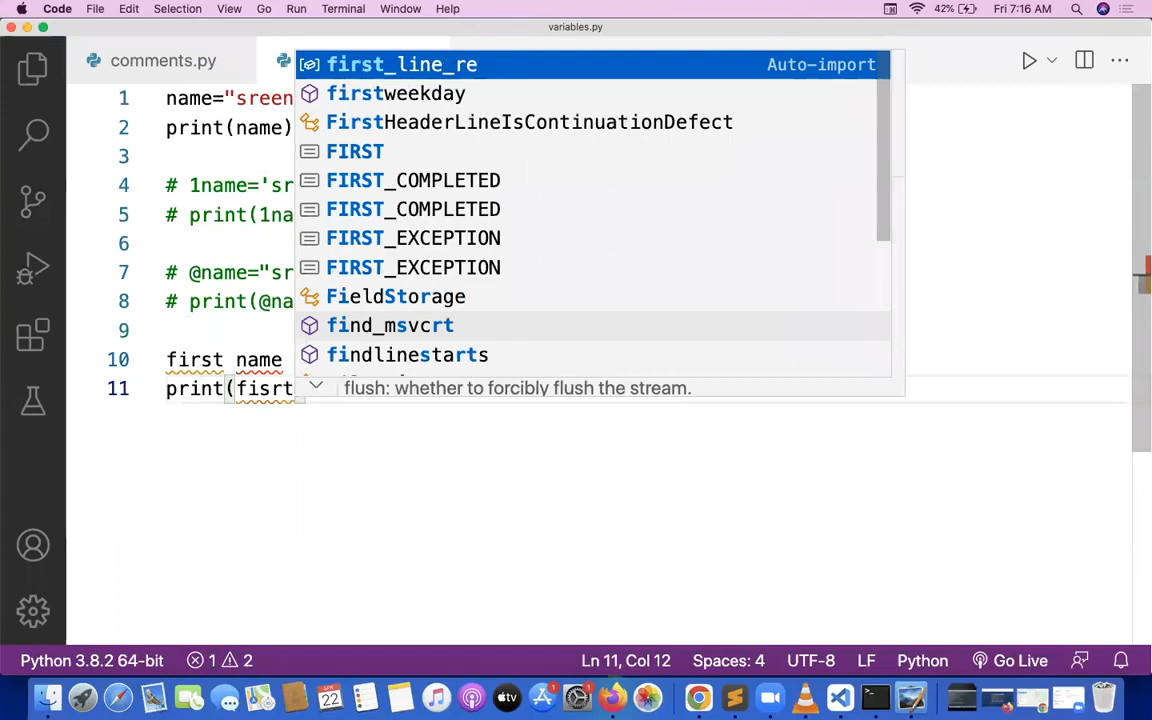 Code File Edit Selection View Go Run Terminal Window Help 42% Fri 7:16 AM
variables.py
comments.py
1 name="sreen
2 print(name)
3
4 # 1name='sr
5 # print(1na
6
7 # @name="sr
8 # print(@na
9
10 first name
11 print(fisrt
first_line_re Auto-import
firstweekday
FirstHeaderLineIsContinuationDefect
FIRST
FIRST_COMPLETED
FIRST_COMPLETED
FIRST_EXCEPTION
FIRST_EXCEPTION
FieldStorage
find_msvcrt
findlinestarts
flush: whether to forcibly flush the stream.
Python 3.8.2 64-bit 1 2 Ln 11, Col 12 Spaces: 4 UTF-8 LF Python Go Live
22
tv
1
1